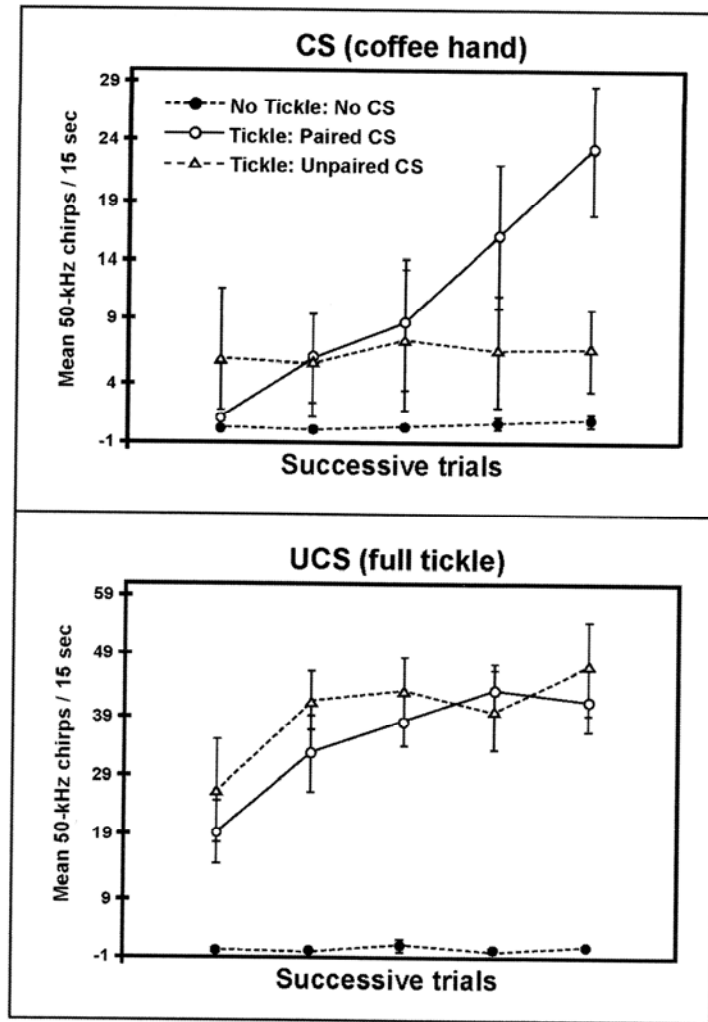 CS (coffee hand)
Mean 50-kHz chirps / 15 sec
29
24
19
14
9
4
-1
No Tickle: No CS
Tickle: Paired CS
Tickle: Unpaired CS
Successive trials
UCS (full tickle)
Mean 50-kHz chirps / 15 sec
59
49
39
29
19
9
-1
Successive trials